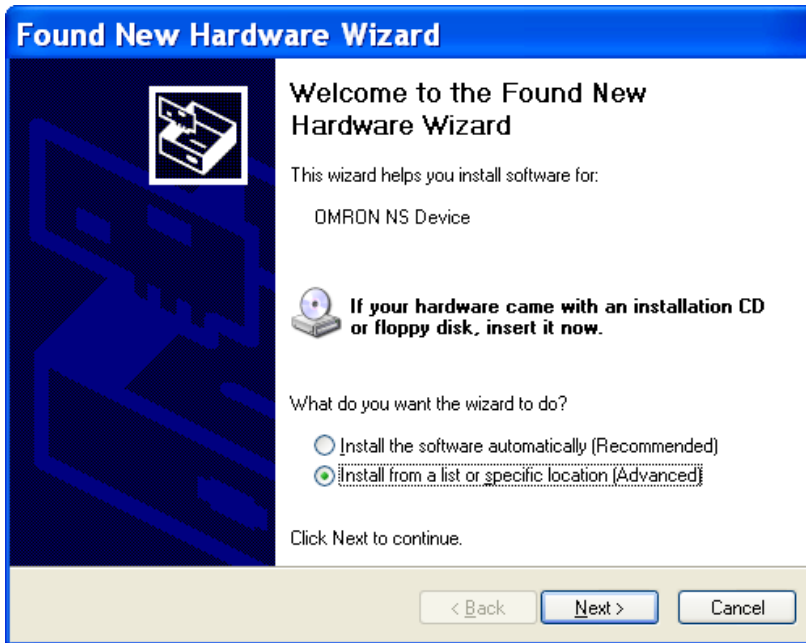 Found New Hardware Wizard
Welcome to the Found New
Hardware Wizard
This wizard helps you install software for:
OMRON NS Device
If your hardware came with an installation CD
or floppy disk, insert it now.
What do you want the wizard to do?
Install the software automatically (Recommended)
Install from a list or specific location (Advanced)
Click Next to continue.
< Back Next > Cancel